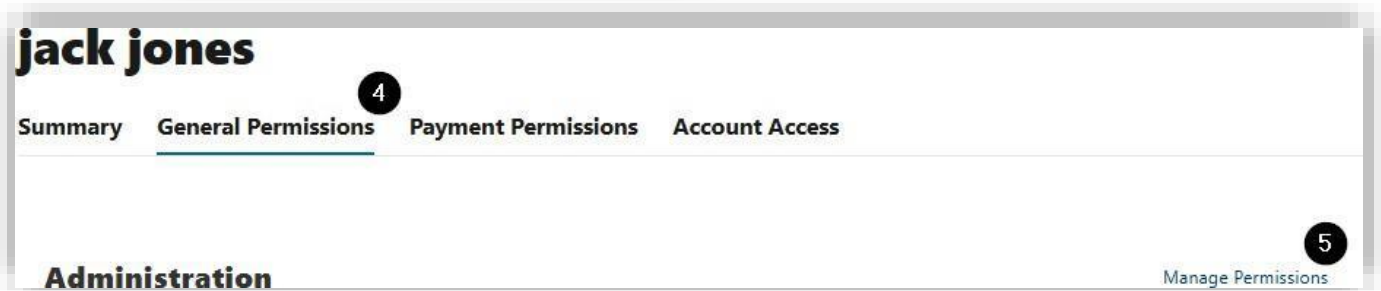 jack jones
4
Summary General Permissions Payment Permissions Account Access
5
Administration Manage Permissions